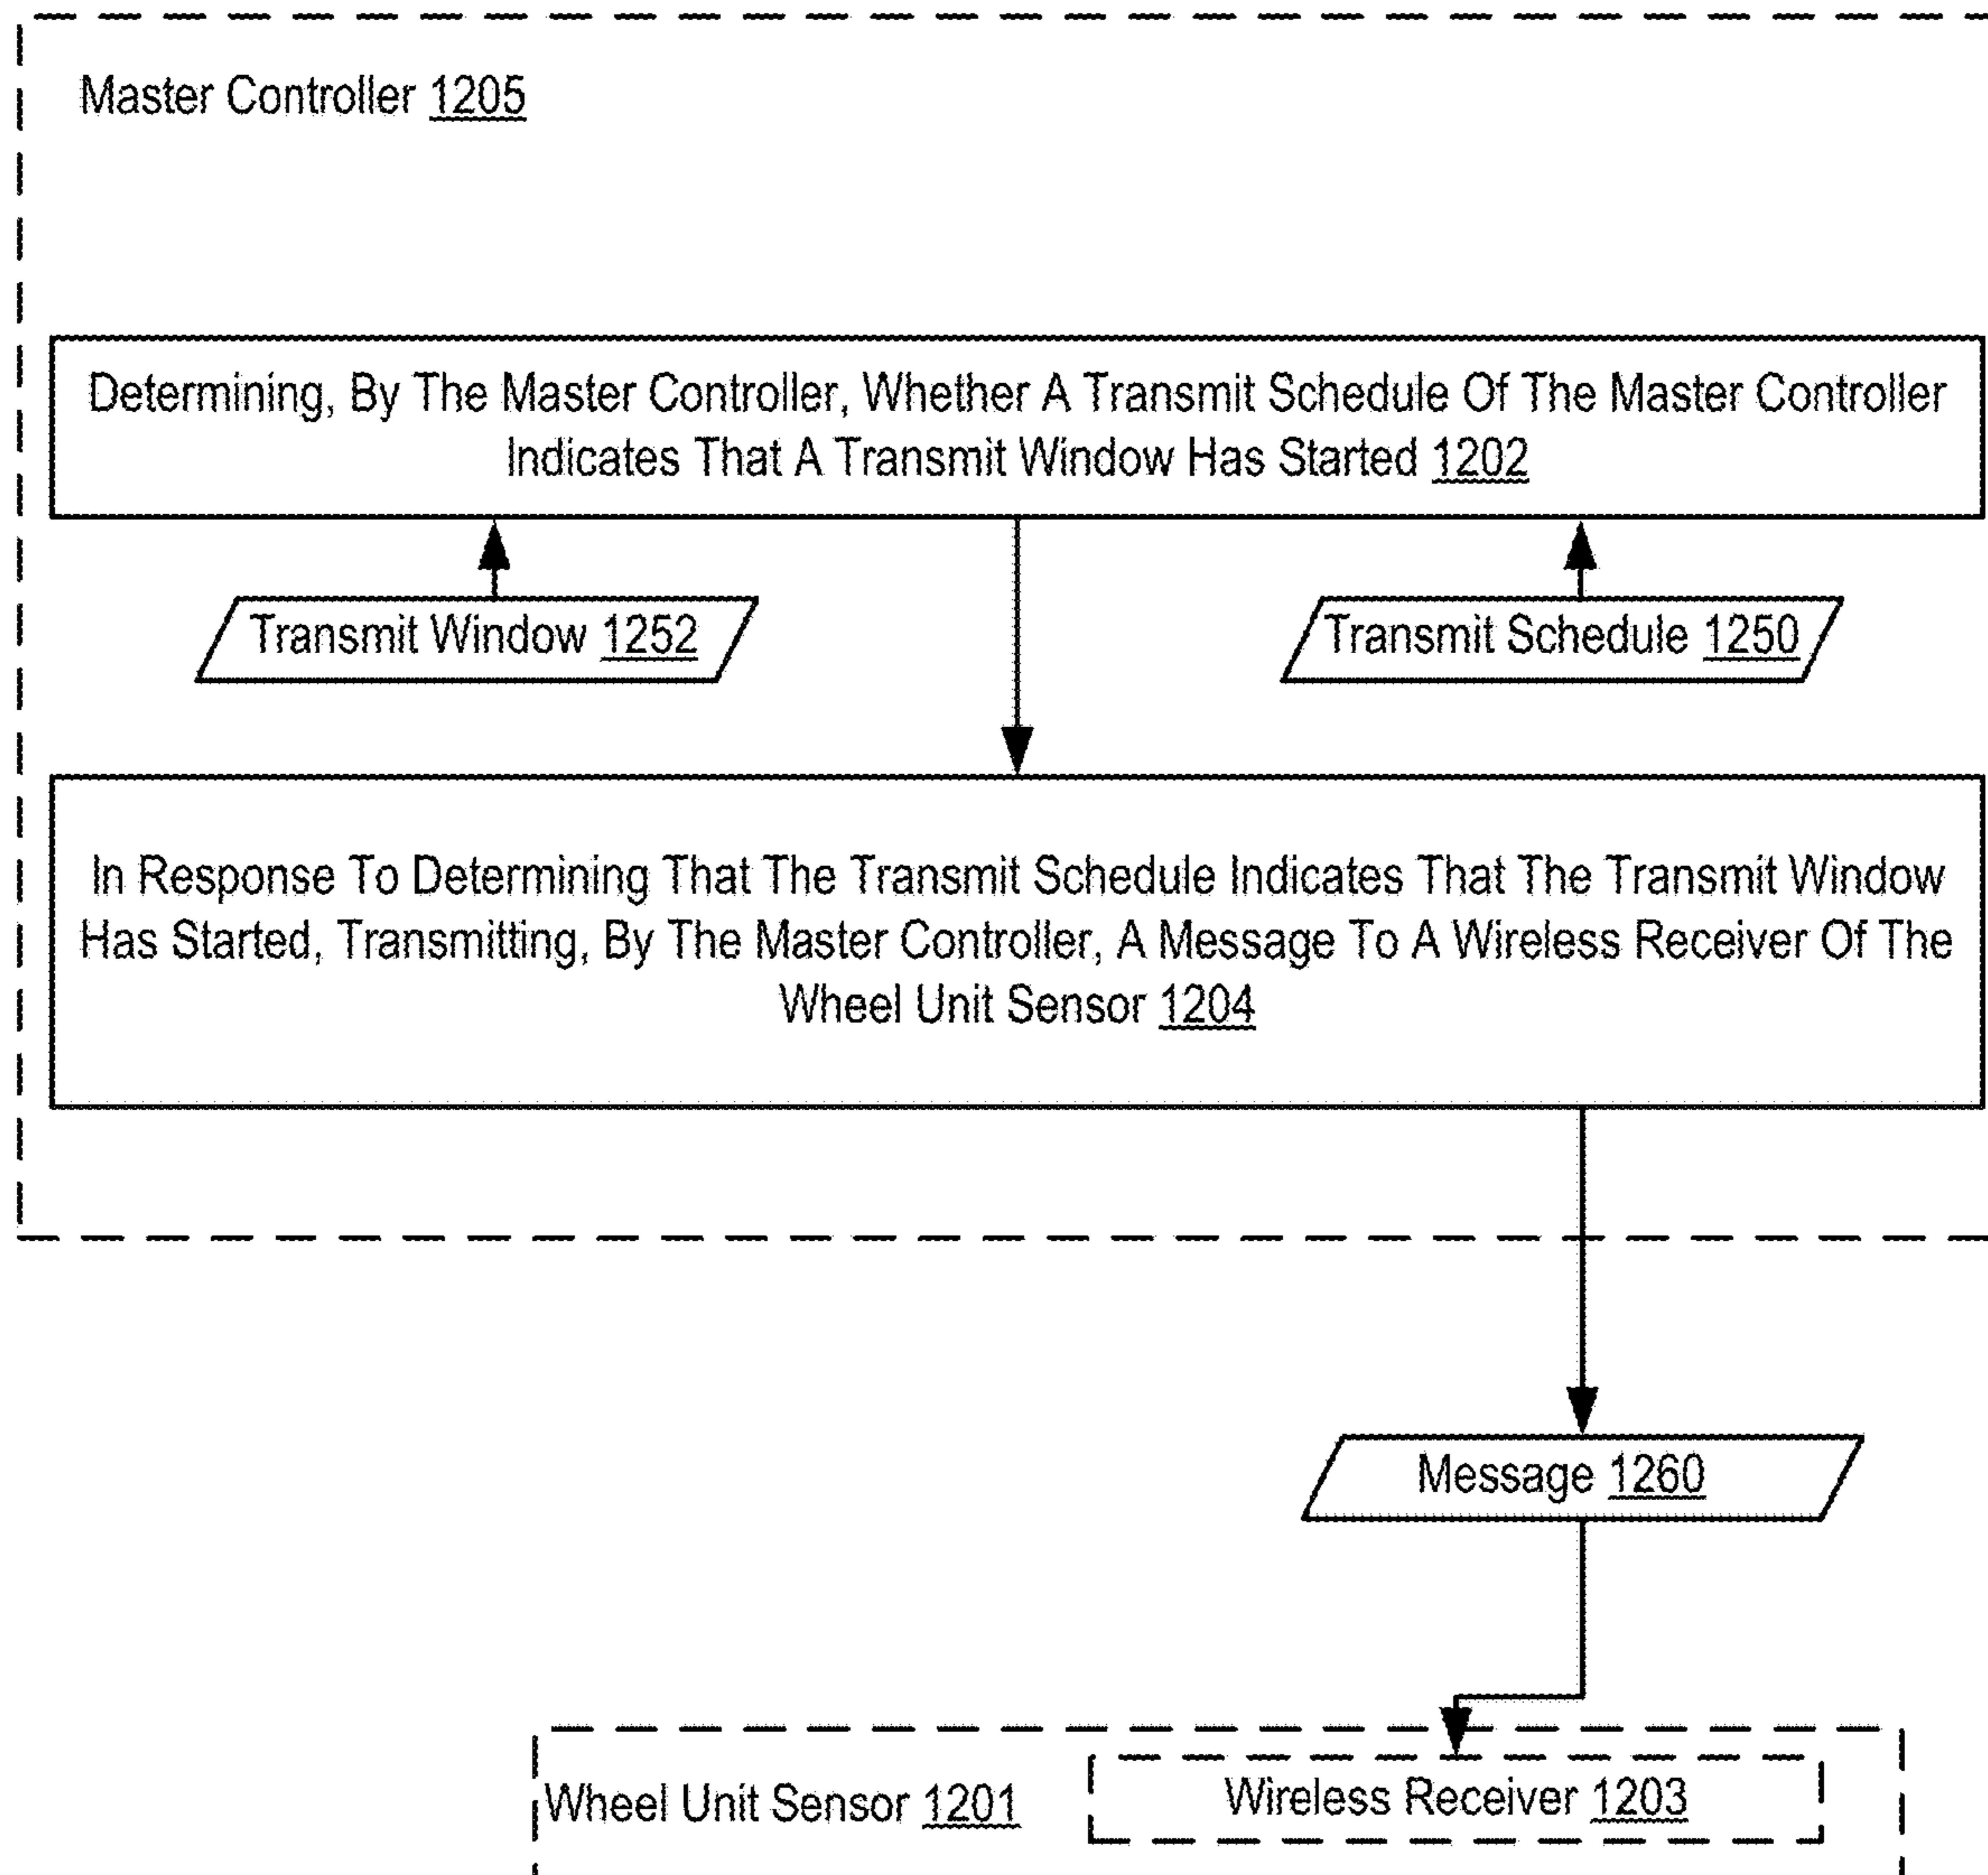 Master Controller 1205
Determining, By The Master Controller, Whether A Transmit Schedule Of The Master Controller
Indicates That A Transmit Window Has Started 1202
Transmit Window 1252
Transmit Schedule 1250
In Response To Determining That The Transmit Schedule Indicates That The Transmit Window
Has Started, Transmitting, By The Master Controller, A Message To A Wireless Receiver Of The
Wheel Unit Sensor 1204
Message 1260
Wheel Unit Sensor 1201
Wireless Receiver 1203